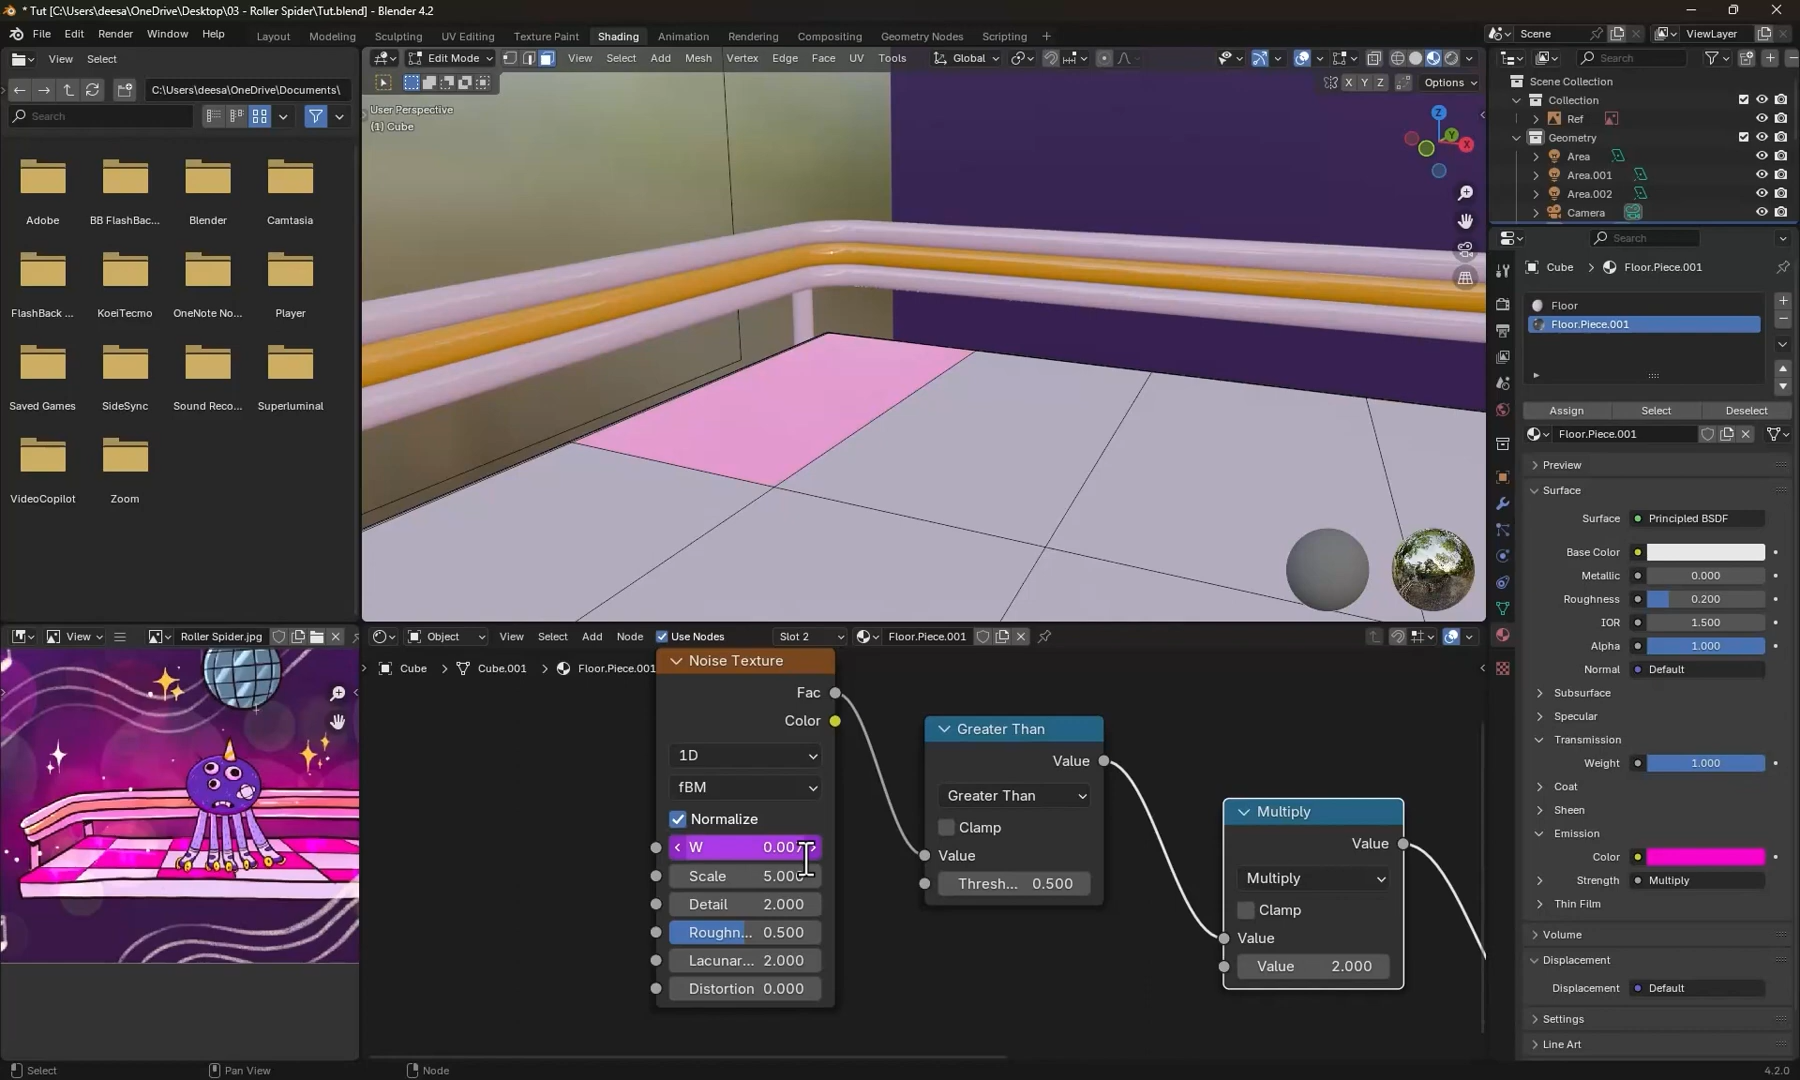 * Tut [C:\Users\deesa\OneDrive\Desktop\03 - Roller Spider\Tut.blend] - Blender 4.2
File Edit Render Window Help Layout Modeling Sculpting UV Editing Texture Paint Shading Animation Rendering Compositing Geometry Nodes Scripting + Scene ViewLayer
View Select
Edit Mode View Select Add Mesh Vertex Edge Face UV Tools Global
Search
C:\Users\deesa\OneDrive\Documents\
X Y Z Options
Search
User Perspective
(1) Cube
Z Y X
Scene Collection
Collection
Ref
Geometry
Area
Area.001
Area.002
Camera
Adobe BB FlashBac... Blender Camtasia
FlashBack ... KoeiTecmo OneNote No... Player
Saved Games SideSync Sound Reco... Superluminal
VideoCopilot Zoom
Search
Cube Floor.Piece.001
Floor
Floor.Piece.001
Assign Select Deselect
Floor.Piece.001
Preview
Surface
Surface Principled BSDF
Base Color
Metallic 0.000
Roughness 0.200
IOR 1.500
Alpha 1.000
Normal Default
Subsurface
Specular
Transmission
Weight 1.000
Coat
Sheen
Emission
Color
Strength Multiply
Thin Film
Volume
Displacement
Displacement Default
Settings
Line Art
View Roller Spider.jpg
Object View Select Add Node Use Nodes Slot 2 Floor.Piece.001
Cube Cube.001 Floor.Piece.001
Noise Texture
Fac
Color
1D
fBM
Normalize
W
Scale 5.000
Detail 2.000
Roughn... 0.500
Lacunar... 2.000
Distortion 0.000
Greater Than
Value
Greater Than
Clamp
Value
Thresh... 0.500
Multiply
Value
Multiply
Clamp
Value
Value 2.000
Select Pan View Node 4.2.0